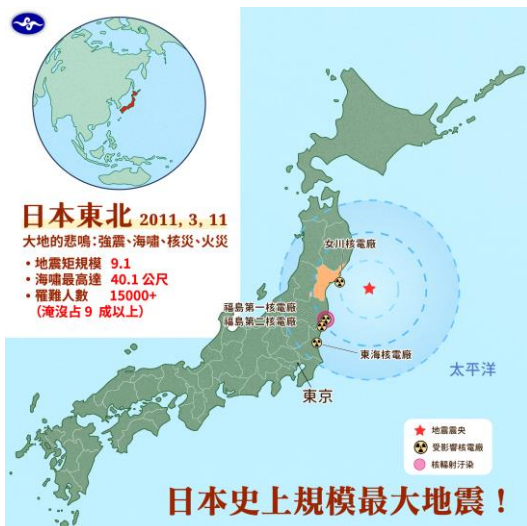 日本東北 2011, 3, 11
大地的悲鳴：強震、海嘯、核災、火災
・地震矩規模 9.1
・海嘯最高達 40.1 公尺
・罹難人數 15000+
（淹沒占 9 成以上）
女川核電廠
福島第一核電廠
福島第二核電廠
東海核電廠
東京
太平洋
地震震央
受影響核電廠
核輻射汙染
日本史上規模最大地震！